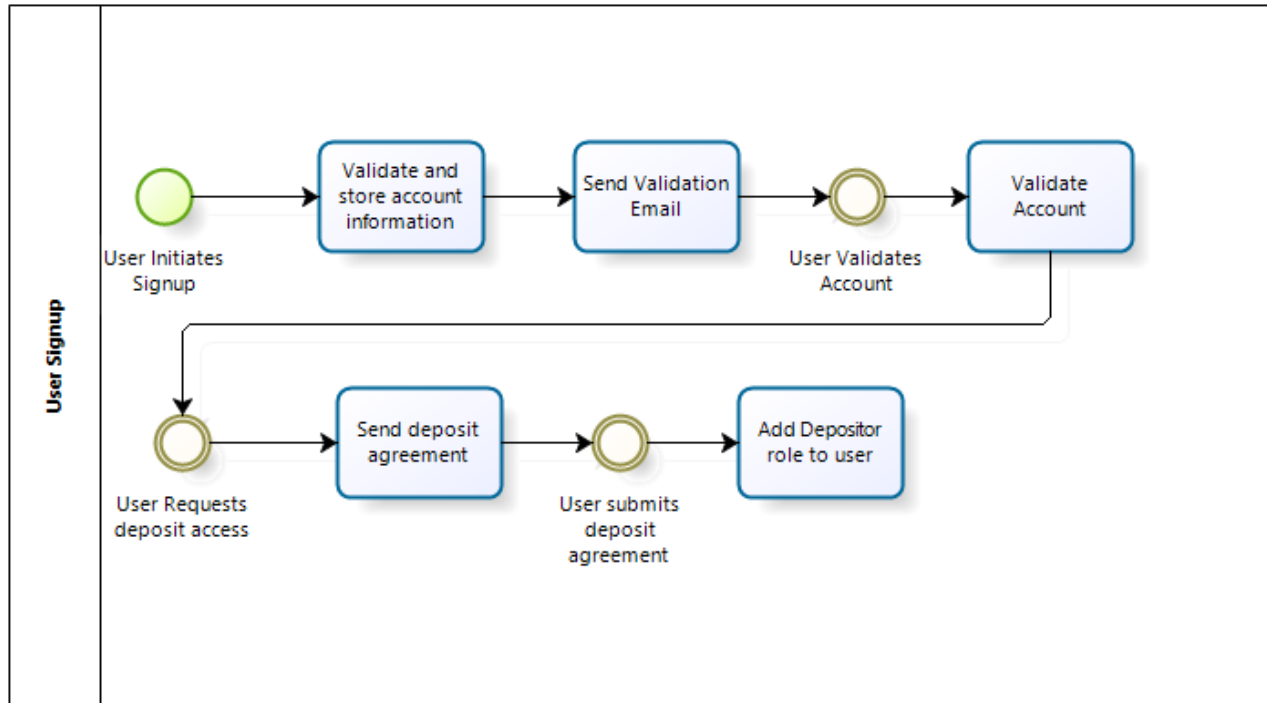 User Signup
Validate and
store account
information
Send Validation
Email
Validate
Account
User Initiates
Signup
User Validates
Account
Send deposit
agreement
Add Depositor
role to user
User Requests
deposit access
User submits
deposit
agreement